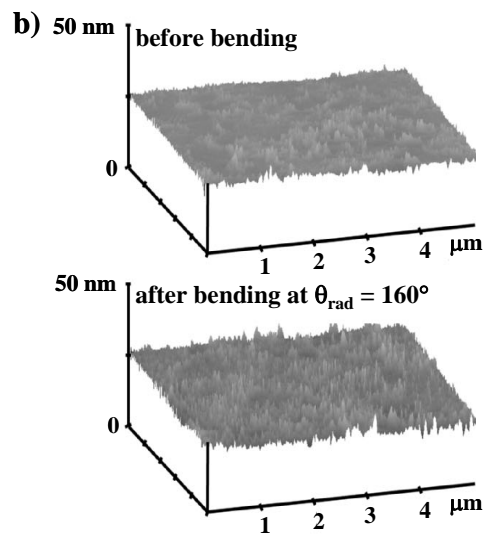 b) 50 nm
before bending
0
1 2 3 4 μm
50 nm
after bending at θrad = 160°
0
1 2 3 4 μm